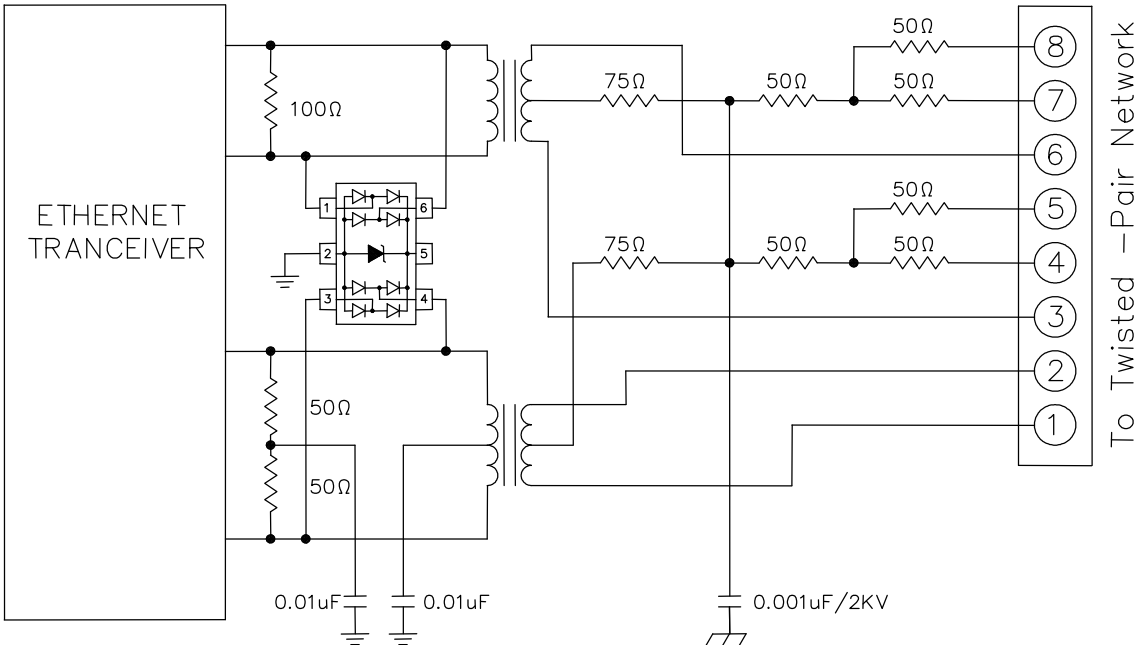 50Ω
8
75Ω
50Ω
50Ω
7
100Ω
6
1
6
50Ω
5
ETHERNET
TRANCEIVER
2
5
75Ω
50Ω
50Ω
4
3
4
3
2
50Ω
1
50Ω
0.01uF
0.01uF
0.001uF/2KV
To Twisted -Pair Network